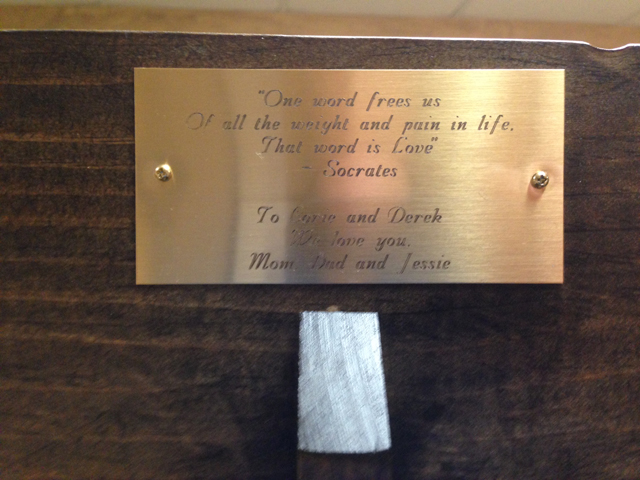 "One word frees us
Of all the weight and pain in life.
That word is Love"
- Socrates
To and Derek
We love you,
Mom, Dad and Jessie